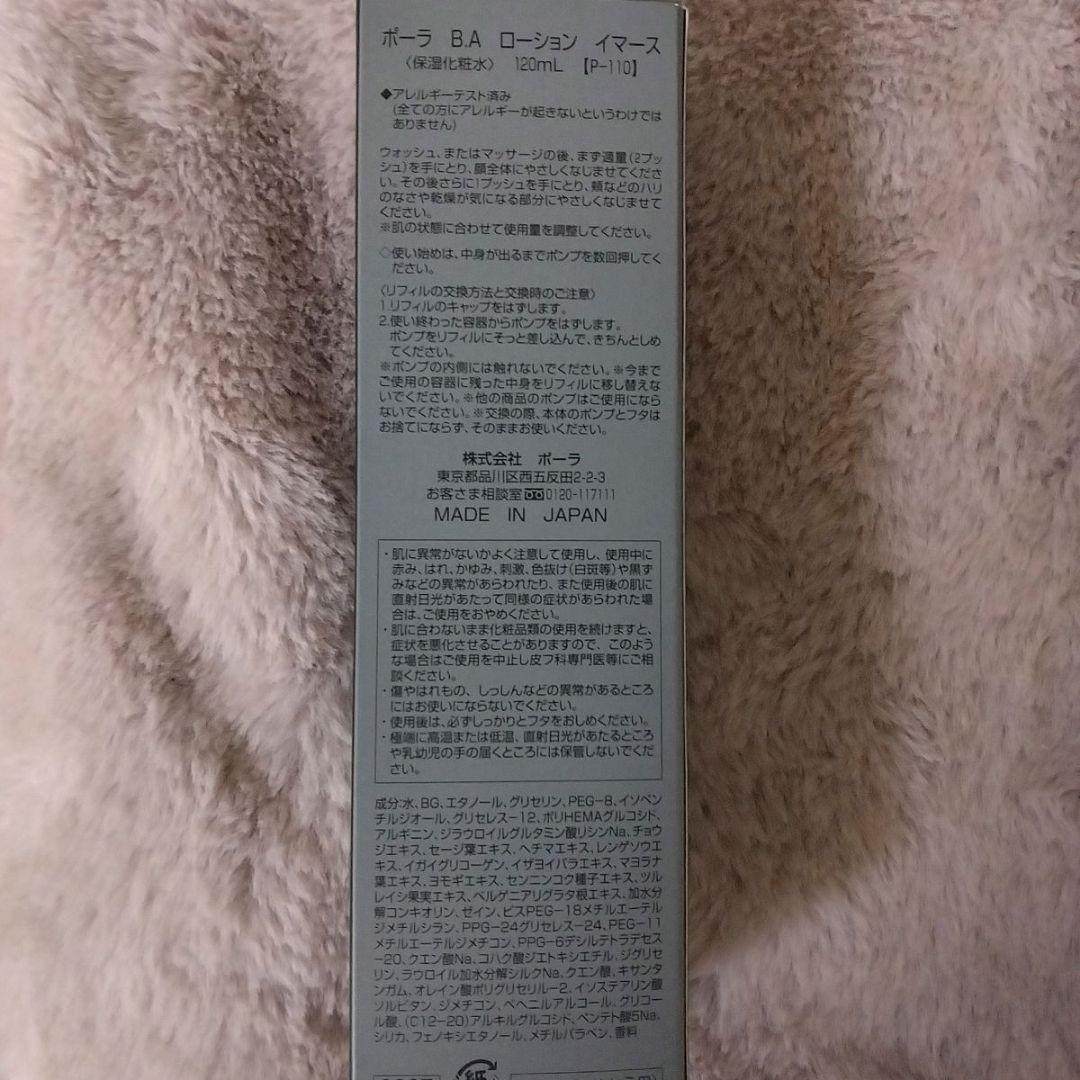 ポーラ B.A ローション イマース
〈保湿化粧水〉 120mL 【P-110】
◆アレルギーテスト済み
(全ての方にアレルギーが起きないというわけでは
ありません)
ウォッシュ、またはマッサージの後、まず適量(2プッ
シュ)を手にとり、顔全体にやさしくなじませてくださ
い。その後さらに1プッシュを手にとり、頬などのハリ
のなさや乾燥が気になる部分にやさしくなじませて
ください。
※肌の状態に合わせて使用量を調整してください。
◇使い始めは、中身が出るまでポンプを数回押してく
ださい。
〈リフィルの交換方法と交換時のご注意〉
1.リフィルのキャップをはずします。
2.使い終わった容器からポンプをはずします。
ポンプをリフィルにそっと差し込んで、きちんとしめ
てください。
※ポンプの内側には触れないでください。※今まで
ご使用の容器に残った中身をリフィルに移し替えな
いでください。※他の商品のポンプはご使用になら
ないでください。※交換の際、本体のポンプとフタは
お捨てにならず、そのままお使いください。
株式会社 ポーラ
東京都品川区西五反田2-2-3
お客さま相談室 0120-117111
MADE IN JAPAN
・肌に異常がないかよく注意して使用し、使用中に
赤み、はれ、かゆみ、刺激、色抜け(白斑等)や黒ず
みなどの異常があらわれたり、また使用後の肌に
直射日光があたって同様の症状があらわれた場
合は、ご使用をおやめください。
・肌に合わないまま化粧品類の使用を続けますと、
症状を悪化させることがありますので、このよう
な場合はご使用を中止し皮フ科専門医等にご相
談ください。
・傷やはれもの、しっしんなどの異常があるところ
にはお使いにならないでください。
・使用後は、必ずしっかりとフタをおしめください。
・極端に高温または低温、直射日光があたるところ
や乳幼児の手の届くところには保管しないでくだ
さい。
成分:水、BG、エタノール、グリセリン、PEG-8、イソペン
チルジオール、グリセレス-12、ポリHEMAグルコシド、
アルギニン、ジラウロイルグルタミン酸リシンNa、チョウ
ジエキス、セージ葉エキス、ヘチマエキス、レンゲソウエ
キス、イガイグリコーゲン、イザヨイバラエキス、マヨラナ
葉エキス、ヨモギエキス、センニンコク種子エキス、ツル
レイシ果実エキス、ベルゲニアリグラタ根エキス、加水分
解コンキオリン、ゼイン、ビスPEG-18メチルエーテル
ジメチルシラン、PPG-24グリセレス-24、PEG-11
メチルエーテルジメチコン、PPG-6デシルテトラデセス
-20、クエン酸Na、コハク酸ジエトキシエチル、ジグリセ
リン、ラウロイル加水分解シルクNa、クエン酸、キサンタ
ンガム、オレイン酸ポリグリセリル-2、イソステアリン酸
ソルビタン、ジメチコン、ベヘニルアルコール、グリコー
ル酸、(C12-20)アルキルグルコシド、ペンテト酸5Na、
シリカ、フェノキシエタノール、メチルパラベン、香料
紙